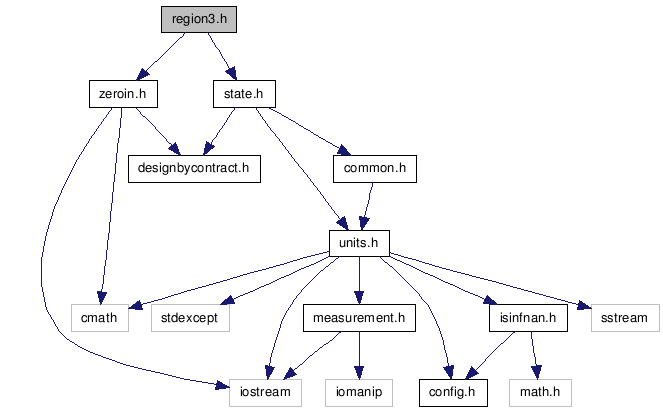 region3.h
zeroin.h
state.h
designbycontract.h
common.h
units.h
cmath
stdexcept
measurement.h
isinfnan.h
sstream
iostream
iomanip
config.h
math.h